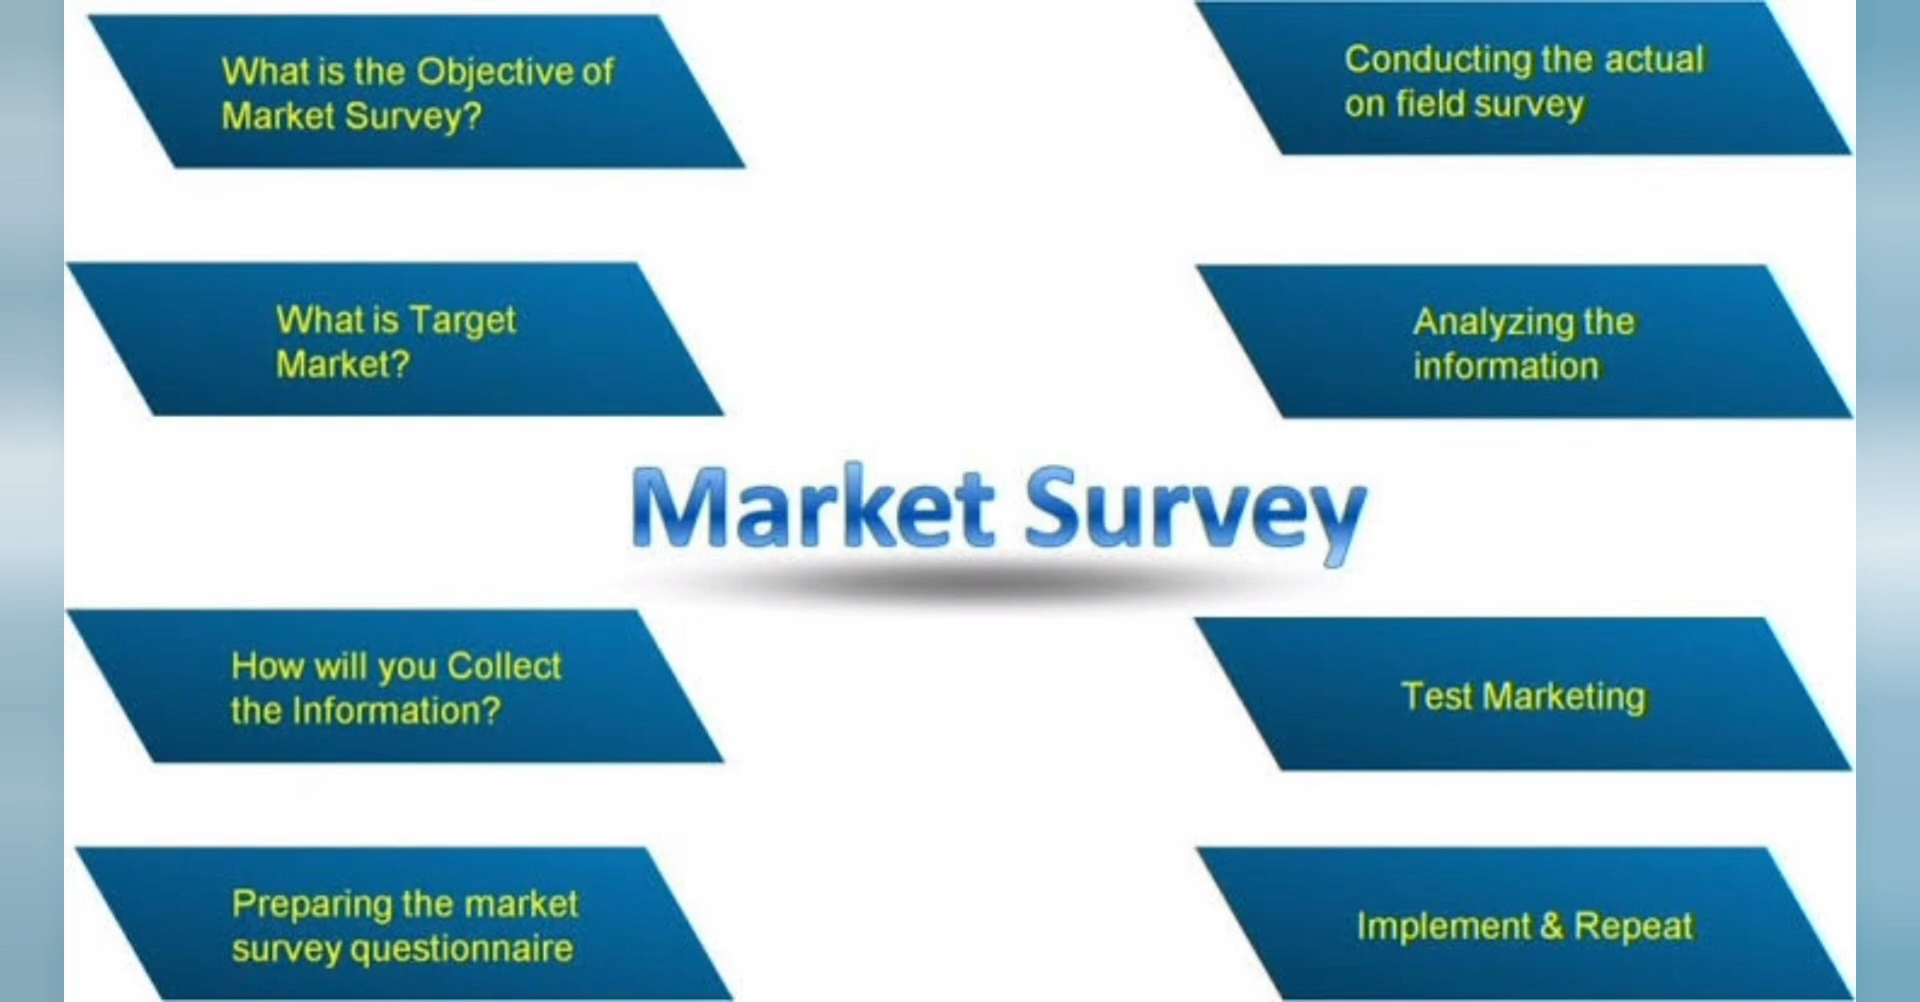 What is the Objective of
Market Survey?
What is Target
Market?
How will you Collect
the Information?
Preparing the market
survey questionnaire
Market Survey
Conducting the actual
on field survey
Analyzing the
information
Test Marketing
Implement & Repeat